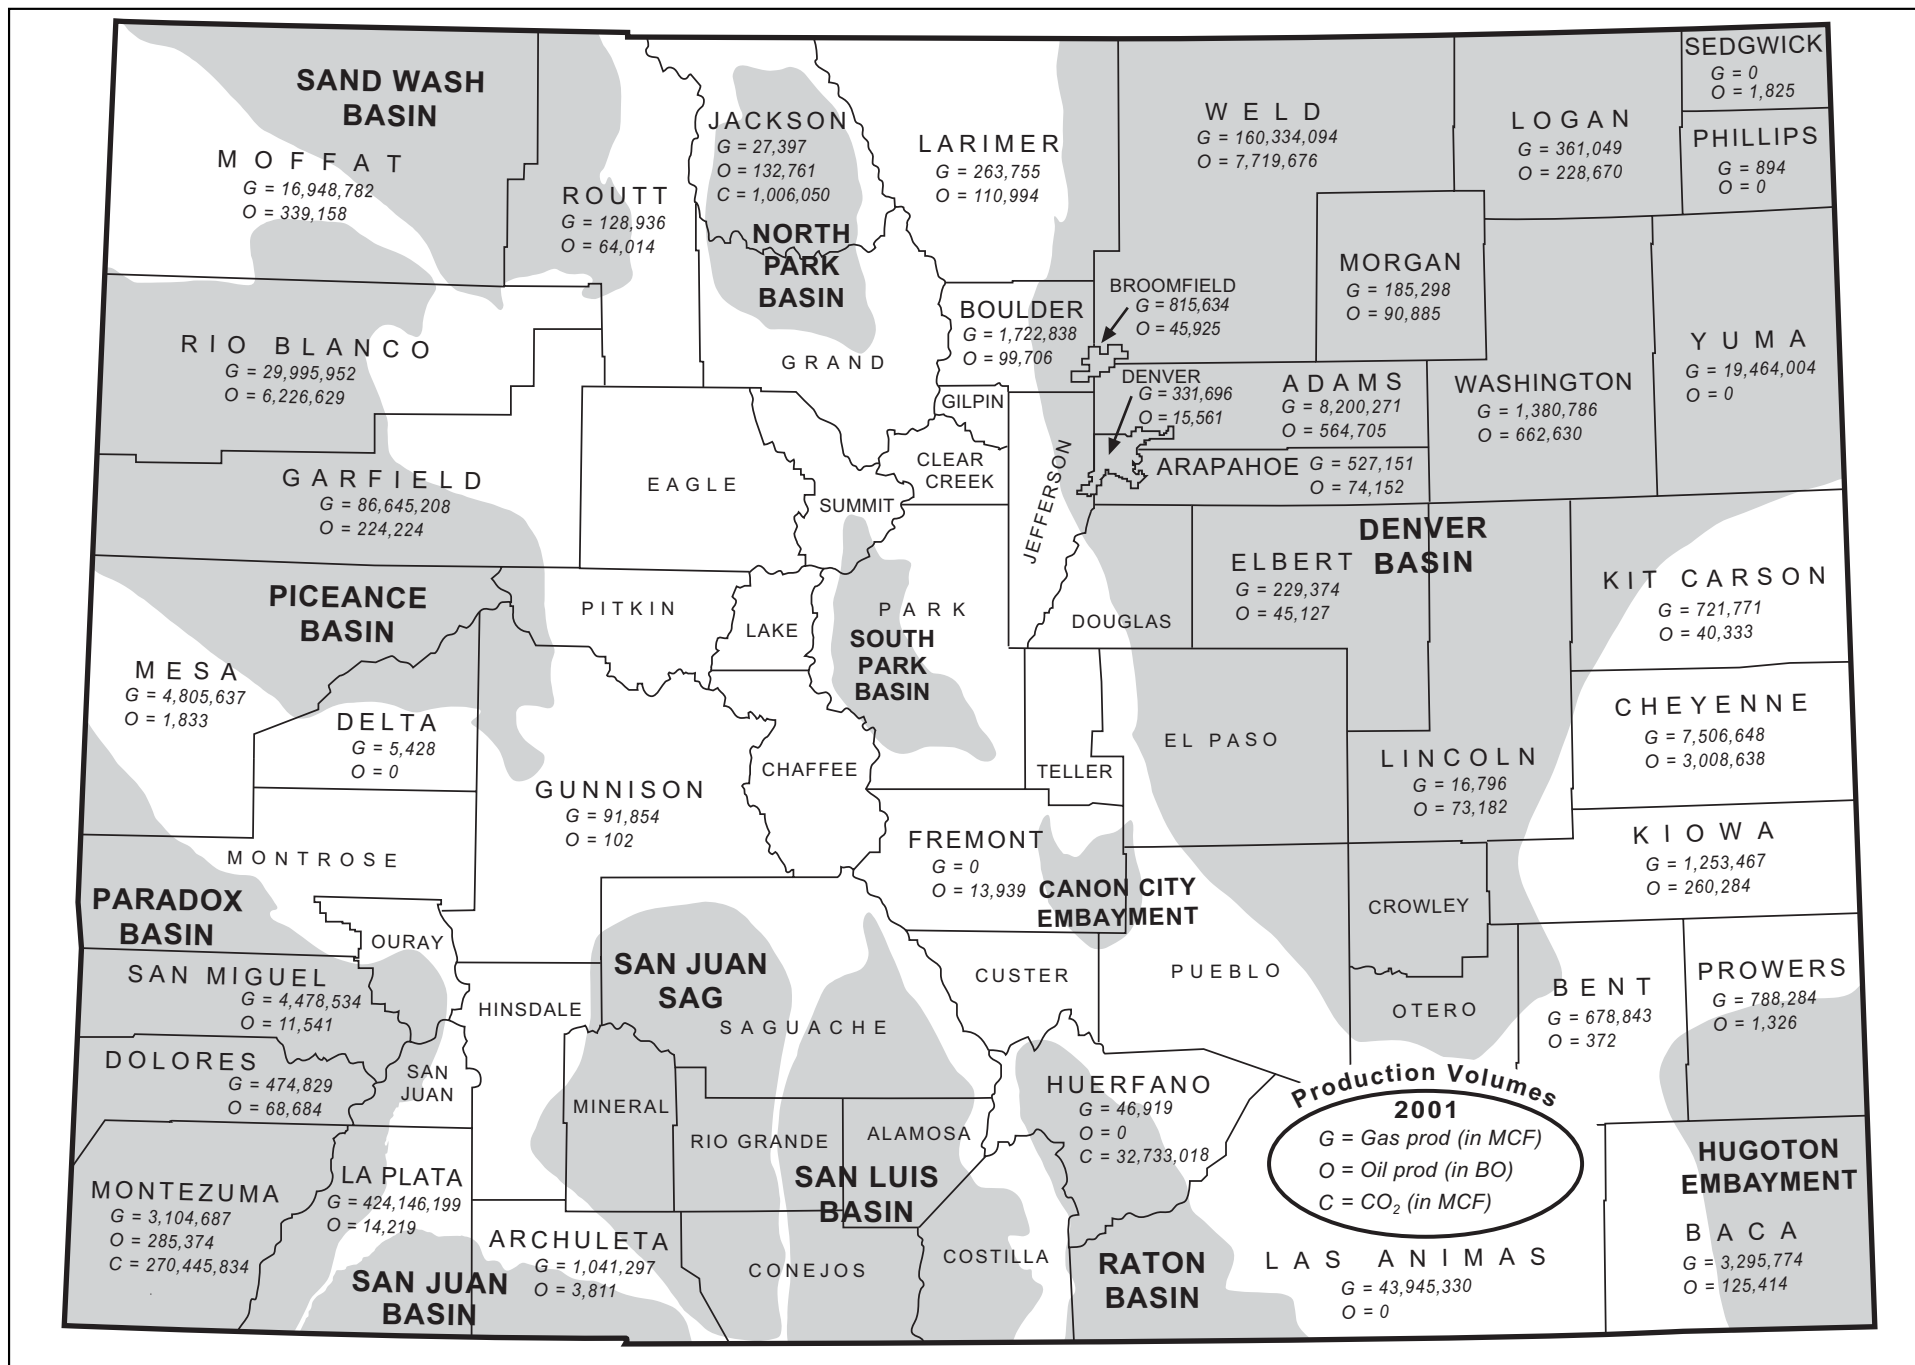 SAND WASH
BASIN
MOFFAT
G = 16,948,782
O = 339,158
ROUTT
G = 128,936
O = 64,014
JACKSON
G = 27,397
O = 132,761
C = 1,006,050
NORTH
PARK
BASIN
LARIMER
G = 263,755
O = 110,994
WELD
G = 160,334,094
O = 7,719,676
LOGAN
G = 361,049
O = 228,670
SEDGWICK
G = 0
O = 1,825
PHILLIPS
G = 894
O = 0
RIO BLANCO
G = 29,995,952
O = 6,226,629
GRAND
BOULDER
G = 1,722,838
O = 99,706
BROOMFIELD
G = 815,634
O = 45,925
MORGAN
G = 185,298
O = 90,885
YUMA
G = 19,464,004
O = 0
GILPIN
DENVER
G = 331,696
O = 15,561
ADAMS
G = 8,200,271
O = 564,705
WASHINGTON
G = 1,380,786
O = 662,630
GARFIELD
G = 86,645,208
O = 224,224
EAGLE
SUMMIT
CLEAR
CREEK
JEFFERSON
ARAPAHOE
G = 527,151
O = 74,152
DENVER
BASIN
ELBERT
G = 229,374
O = 45,127
KIT CARSON
G = 721,771
O = 40,333
PICEANCE
BASIN
PITKIN
LAKE
PARK
SOUTH
PARK
BASIN
DOUGLAS
MESA
G = 4,805,637
O = 1,833
DELTA
G = 5,428
O = 0
GUNNISON
G = 91,854
O = 102
CHAFFEE
TELLER
EL PASO
LINCOLN
G = 16,796
O = 73,182
CHEYENNE
G = 7,506,648
O = 3,008,638
MONTROSE
FREMONT
G = 0
O = 13,939
CANON CITY
EMBAYMENT
KIOWA
G = 1,253,467
O = 260,284
PARADOX
BASIN
OURAY
SAN JUAN
SAG
CUSTER
PUEBLO
CROWLEY
OTERO
BENT
G = 678,843
O = 372
PROWERS
G = 788,284
O = 1,326
SAN MIGUEL
G = 4,478,534
O = 11,541
HINSDALE
SAGUACHE
DOLORES
G = 474,829
O = 68,684
SAN
JUAN
MINERAL
RIO GRANDE
ALAMOSA
HUERFANO
G = 46,919
O = 0
C = 32,733,018
Production Volumes
2001
G = Gas prod (in MCF)
O = Oil prod (in BO)
C = CO2 (in MCF)
MONTEZUMA
G = 3,104,687
O = 285,374
C = 270,445,834
LA PLATA
G = 424,146,199
O = 14,219
SAN JUAN
BASIN
ARCHULETA
G = 1,041,297
O = 3,811
SAN LUIS
BASIN
CONEJOS
COSTILLA
RATON
BASIN
LAS ANIMAS
G = 43,945,330
O = 0
HUGOTON
EMBAYMENT
BACA
G = 3,295,774
O = 125,414